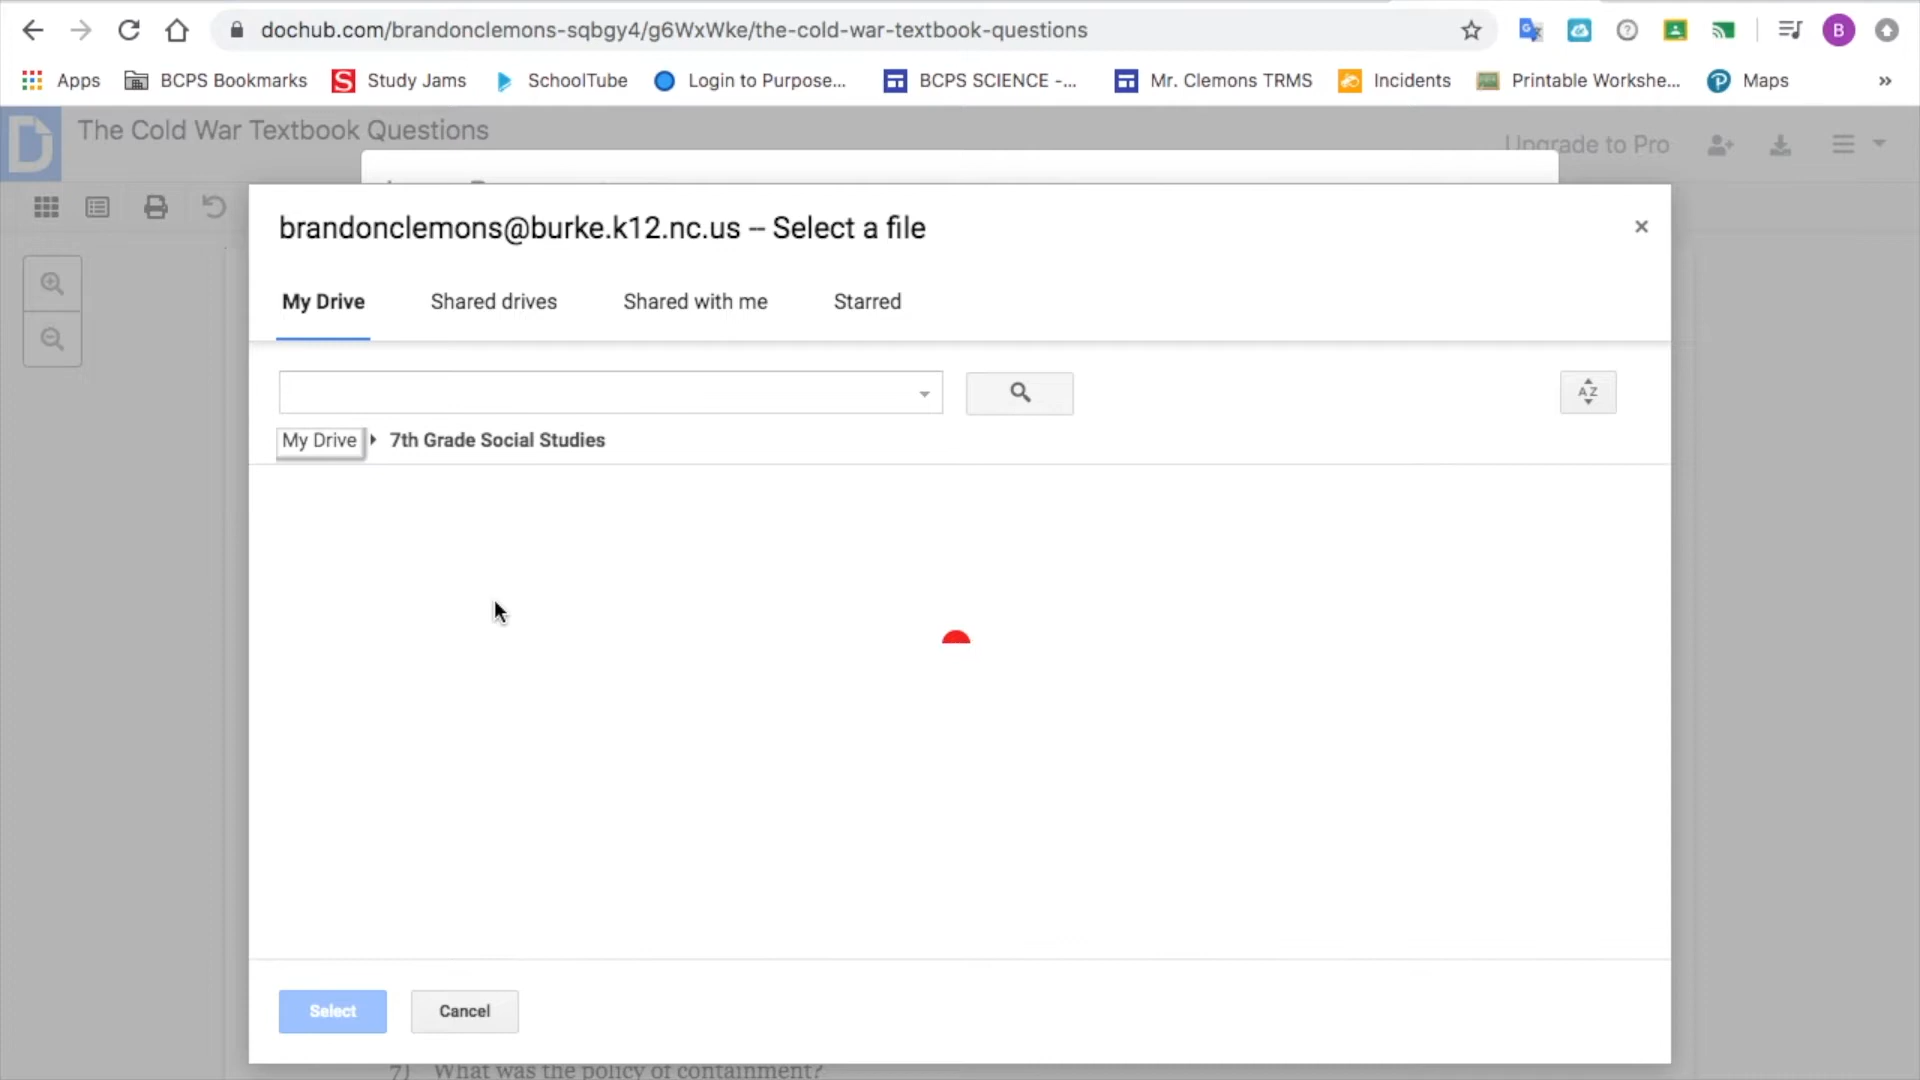 dochub.com/brandonclemons-sqbgy4/g6WxWke/the-cold-war-textbook-questions
B
Apps BCPS Bookmarks Study Jams SchoolTube Login to Purpose... BCPS SCIENCE -... Mr. Clemons TRMS Incidents Printable Workshe... Maps »
The Cold War Textbook Questions
Upgrade to Pro
brandonclemons@burke.k12.nc.us – Select a file
My Drive Shared drives Shared with me Starred
AZ
My Drive 7th Grade Social Studies
Select Cancel
7) What was the policy of containment?